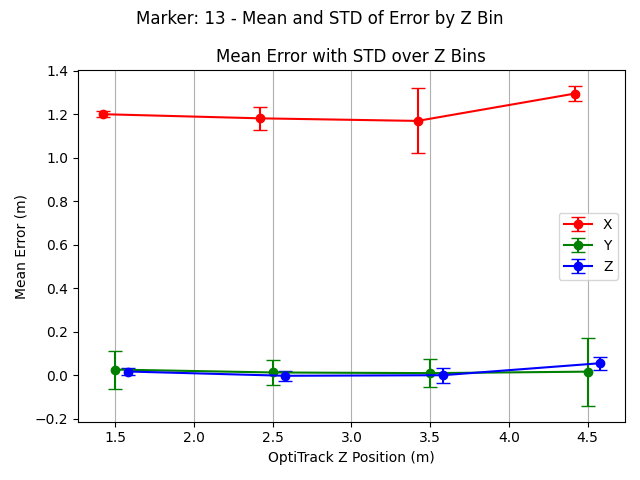 Marker: 13 - Mean and STD of Error by Z Bin
Mean Error with STD over Z Bins
1.4
1.2
1.0
0.8
0.6
0.4
0.2
0.0
−0.2
Mean Error (m)
X
Y
Z
1.5 2.0 2.5 3.0 3.5 4.0 4.5
OptiTrack Z Position (m)